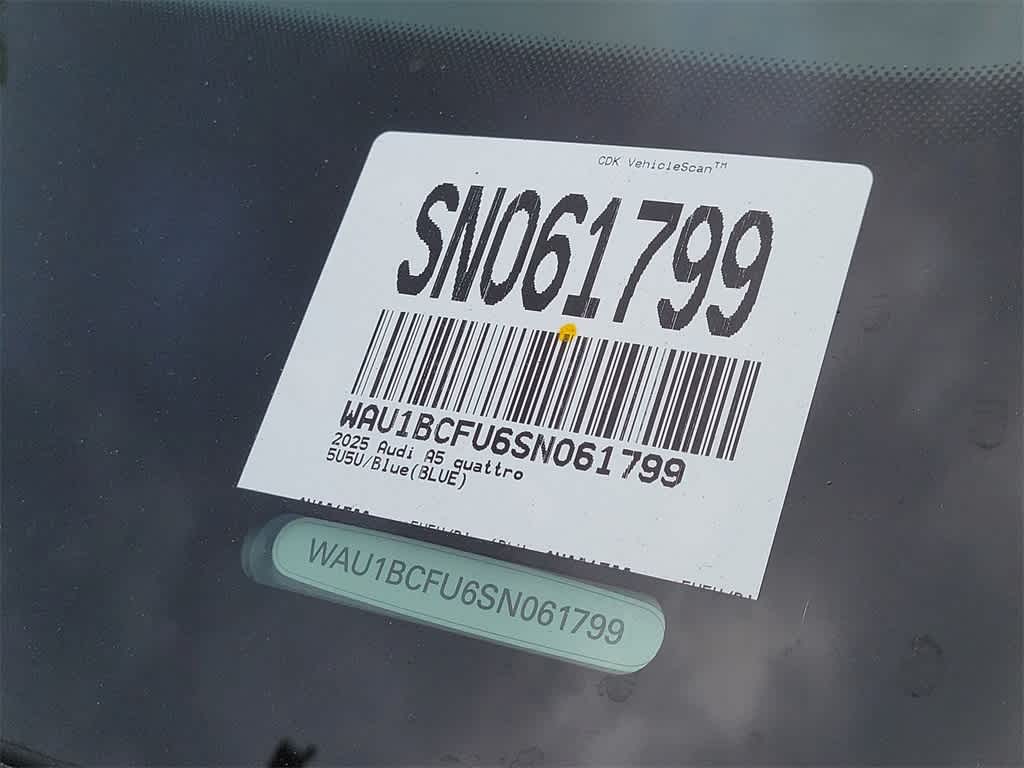 CDK VehicleScan™
SN061799
WAU1BCFU6SN061799
2025 Audi A5 quattro
5U5U/Blue(BLUE)
WAU1BCFU6SN061799